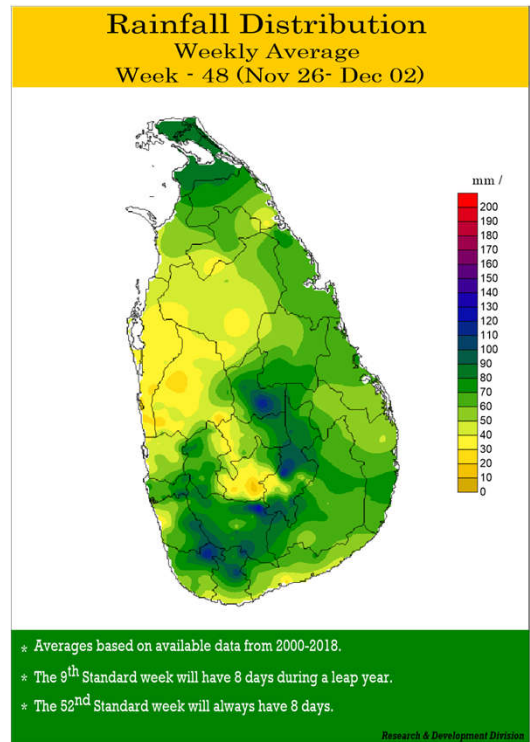 Rainfall Distribution
Weekly Average
Week - 48 (Nov 26- Dec 02)
mm /
200
190
180
170
160
150
140
130
120
110
100
90
80
70
60
50
40
30
20
10
0
* Averages based on available data from 2000-2018.
* The 9th Standard week will have 8 days during a leap year.
* The 52nd Standard week will always have 8 days.
Research & Development Division